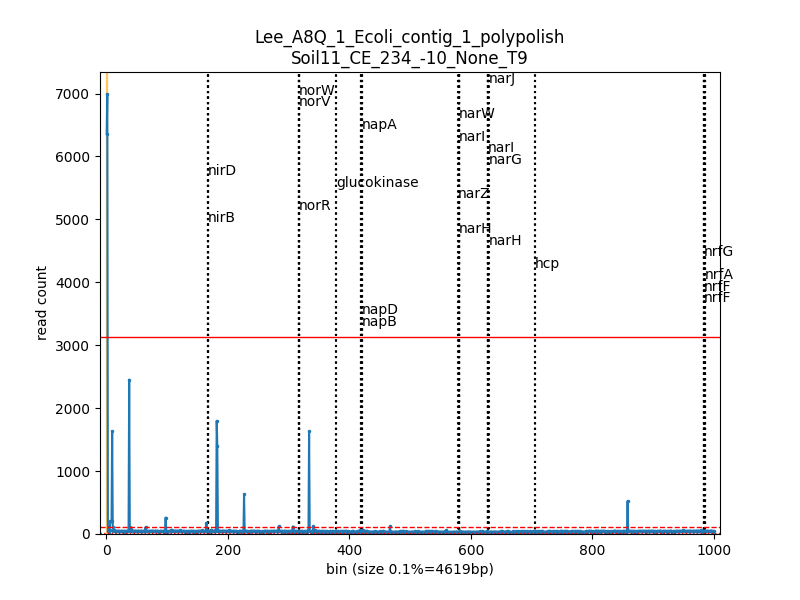 Lee_A8Q_1_Ecoli_contig_1_polypolish
Soil11_CE_234_-10_None_T9
narJ
norW
norV
narW
napA
narI
narI
narG
nirD
glucokinase
narZ
norR
nirB
narH
narH
nrfG
hcp
nrfA
nrfF
nrfF
napD
napB
7000
6000
5000
4000
3000
2000
1000
0
read count
0 200 400 600 800 1000
bin (size 0.1%=4619bp)